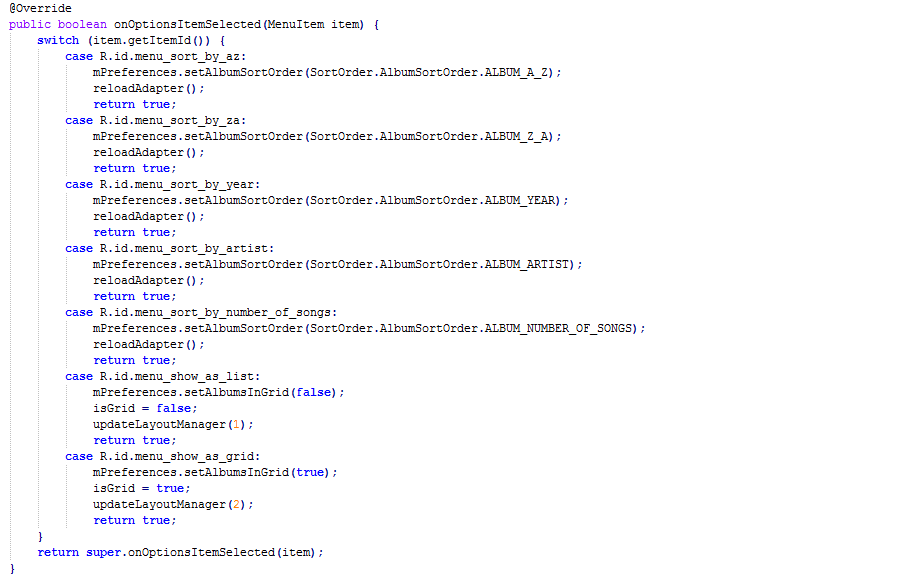 @Override
public boolean onOptionsItemSelected(MenuItem item) {
    switch (item.getItemId()) {
        case R.id.menu_sort_by_az:
            mPreferences.setAlbumSortOrder(SortOrder.AlbumSortOrder.ALBUM_A_Z);
            reloadAdapter();
            return true;
        case R.id.menu_sort_by_za:
            mPreferences.setAlbumSortOrder(SortOrder.AlbumSortOrder.ALBUM_Z_A);
            reloadAdapter();
            return true;
        case R.id.menu_sort_by_year:
            mPreferences.setAlbumSortOrder(SortOrder.AlbumSortOrder.ALBUM_YEAR);
            reloadAdapter();
            return true;
        case R.id.menu_sort_by_artist:
            mPreferences.setAlbumSortOrder(SortOrder.AlbumSortOrder.ALBUM_ARTIST);
            reloadAdapter();
            return true;
        case R.id.menu_sort_by_number_of_songs:
            mPreferences.setAlbumSortOrder(SortOrder.AlbumSortOrder.ALBUM_NUMBER_OF_SONGS);
            reloadAdapter();
            return true;
        case R.id.menu_show_as_list:
            mPreferences.setAlbumsInGrid(false);
            isGrid = false;
            updateLayoutManager(1);
            return true;
        case R.id.menu_show_as_grid:
            mPreferences.setAlbumsInGrid(true);
            isGrid = true;
            updateLayoutManager(2);
            return true;
    }
    return super.onOptionsItemSelected(item);
}